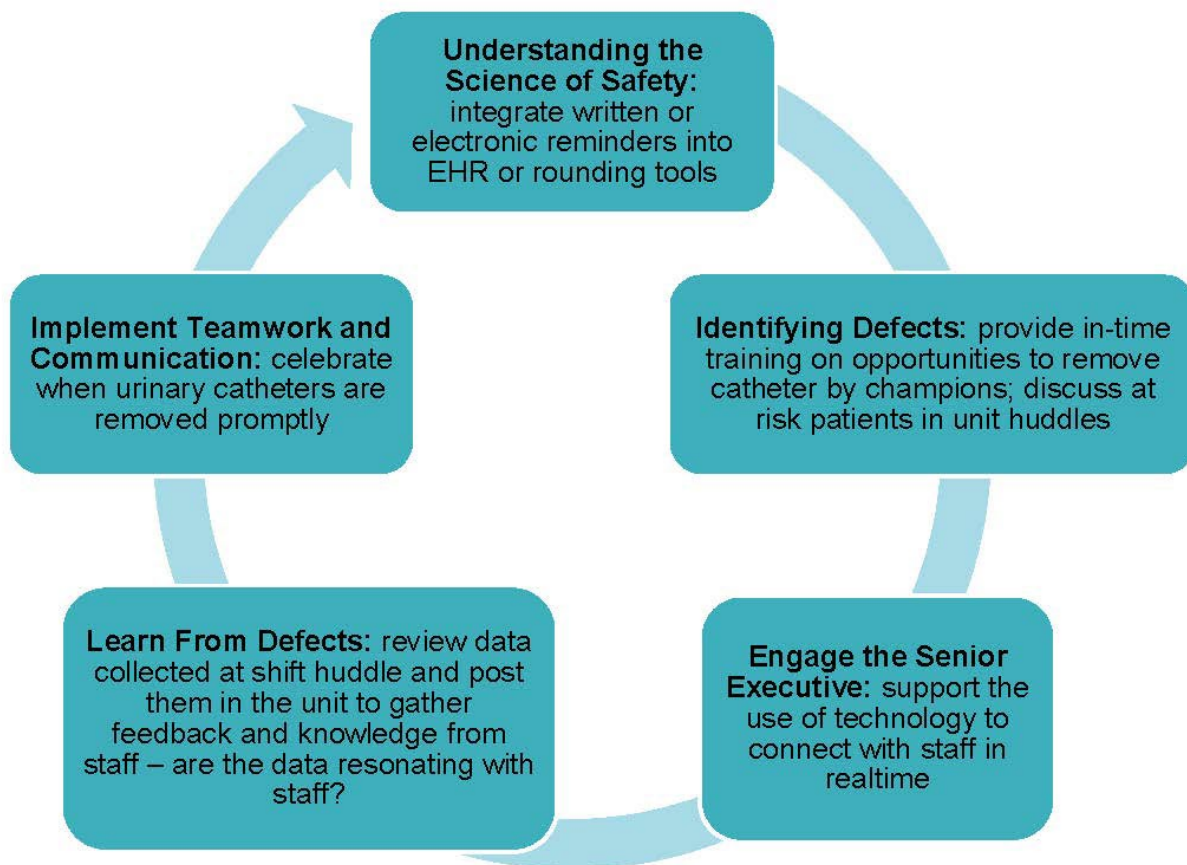 Understanding the
Science of Safety:
integrate written or
electronic reminders into
EHR or rounding tools
Identifying Defects: provide in-time
training on opportunities to remove
catheter by champions; discuss at
risk patients in unit huddles
Engage the Senior
Executive: support the
use of technology to
connect with staff in
realtime
Learn From Defects: review data
collected at shift huddle and post
them in the unit to gather
feedback and knowledge from
staff – are the data resonating with
staff?
Implement Teamwork and
Communication: celebrate
when urinary catheters are
removed promptly